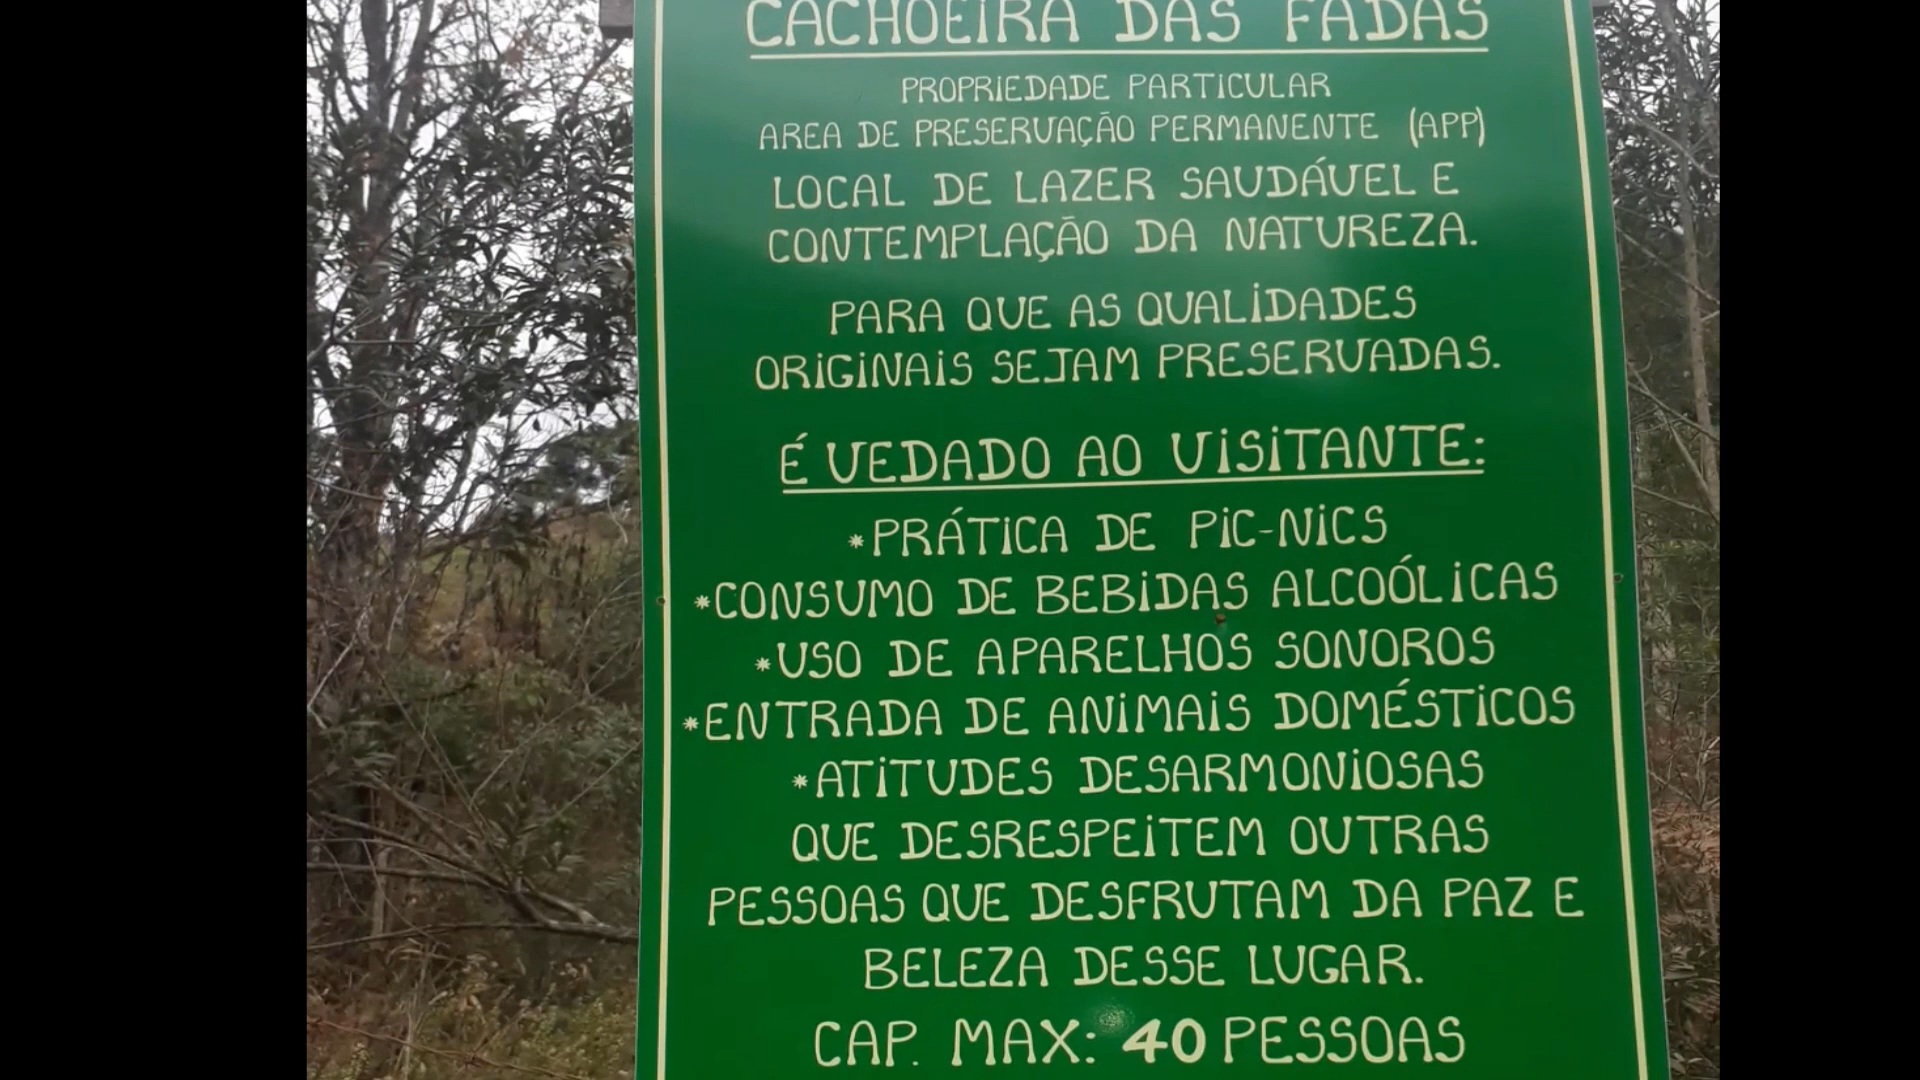 CACHOEIRA DAS FADAS
PROPRIEDADE PARTICULAR
AREA DE PRESERVAÇÃO PERMANENTE (APP)
LOCAL DE LAZER SAUDÁVEL E
CONTEMPLAÇÃO DA NATUREZA.
PARA QUE AS QUALIDADES
ORIGINAIS SEJAM PRESERVADAS.
É VEDADO AO VISITANTE:
*PRÁTICA DE PIC-NICS
*CONSUMO DE BEBIDAS ALCOÓLICAS
*USO DE APARELHOS SONOROS
*ENTRADA DE ANIMAIS DOMÉSTICOS
*ATITUDES DESARMONIOSAS
QUE DESRESPEITEM OUTRAS
PESSOAS QUE DESFRUTAM DA PAZ E
BELEZA DESSE LUGAR.
CAP. MAX: 40 PESSOAS